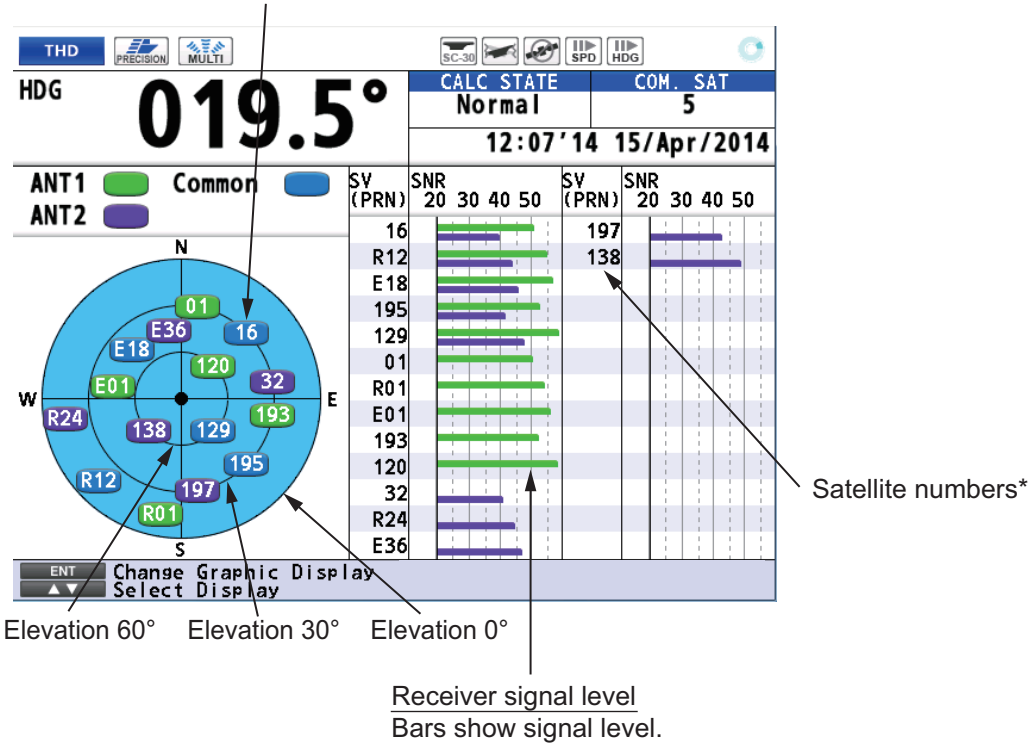 THD
PRECISION
MULTI
SC-30
SPD
HDG
HDG
019.5°
CALC STATE
COM. SAT
Normal
5
12:07'14 15/Apr/2014
ANT1
Common
ANT2
SV
(PRN)
SNR
20 30 40 50
SV
(PRN)
SNR
20 30 40 50
16
R12
E18
195
129
01
R01
E01
193
120
32
R24
E36
197
138
N
01
E36
16
E18
120
32
E01
W
E
R24
193
138
129
195
R12
197
R01
S
ENT
Change Graphic Display
▲▼
Select Display
Satellite numbers*
Elevation 60°
Elevation 30°
Elevation 0°
Receiver signal level
Bars show signal level.